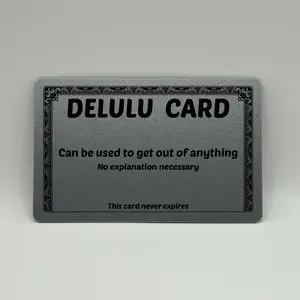 DELULU CARD
Can be used to get out of anything
No explanation necessary
This card never expires